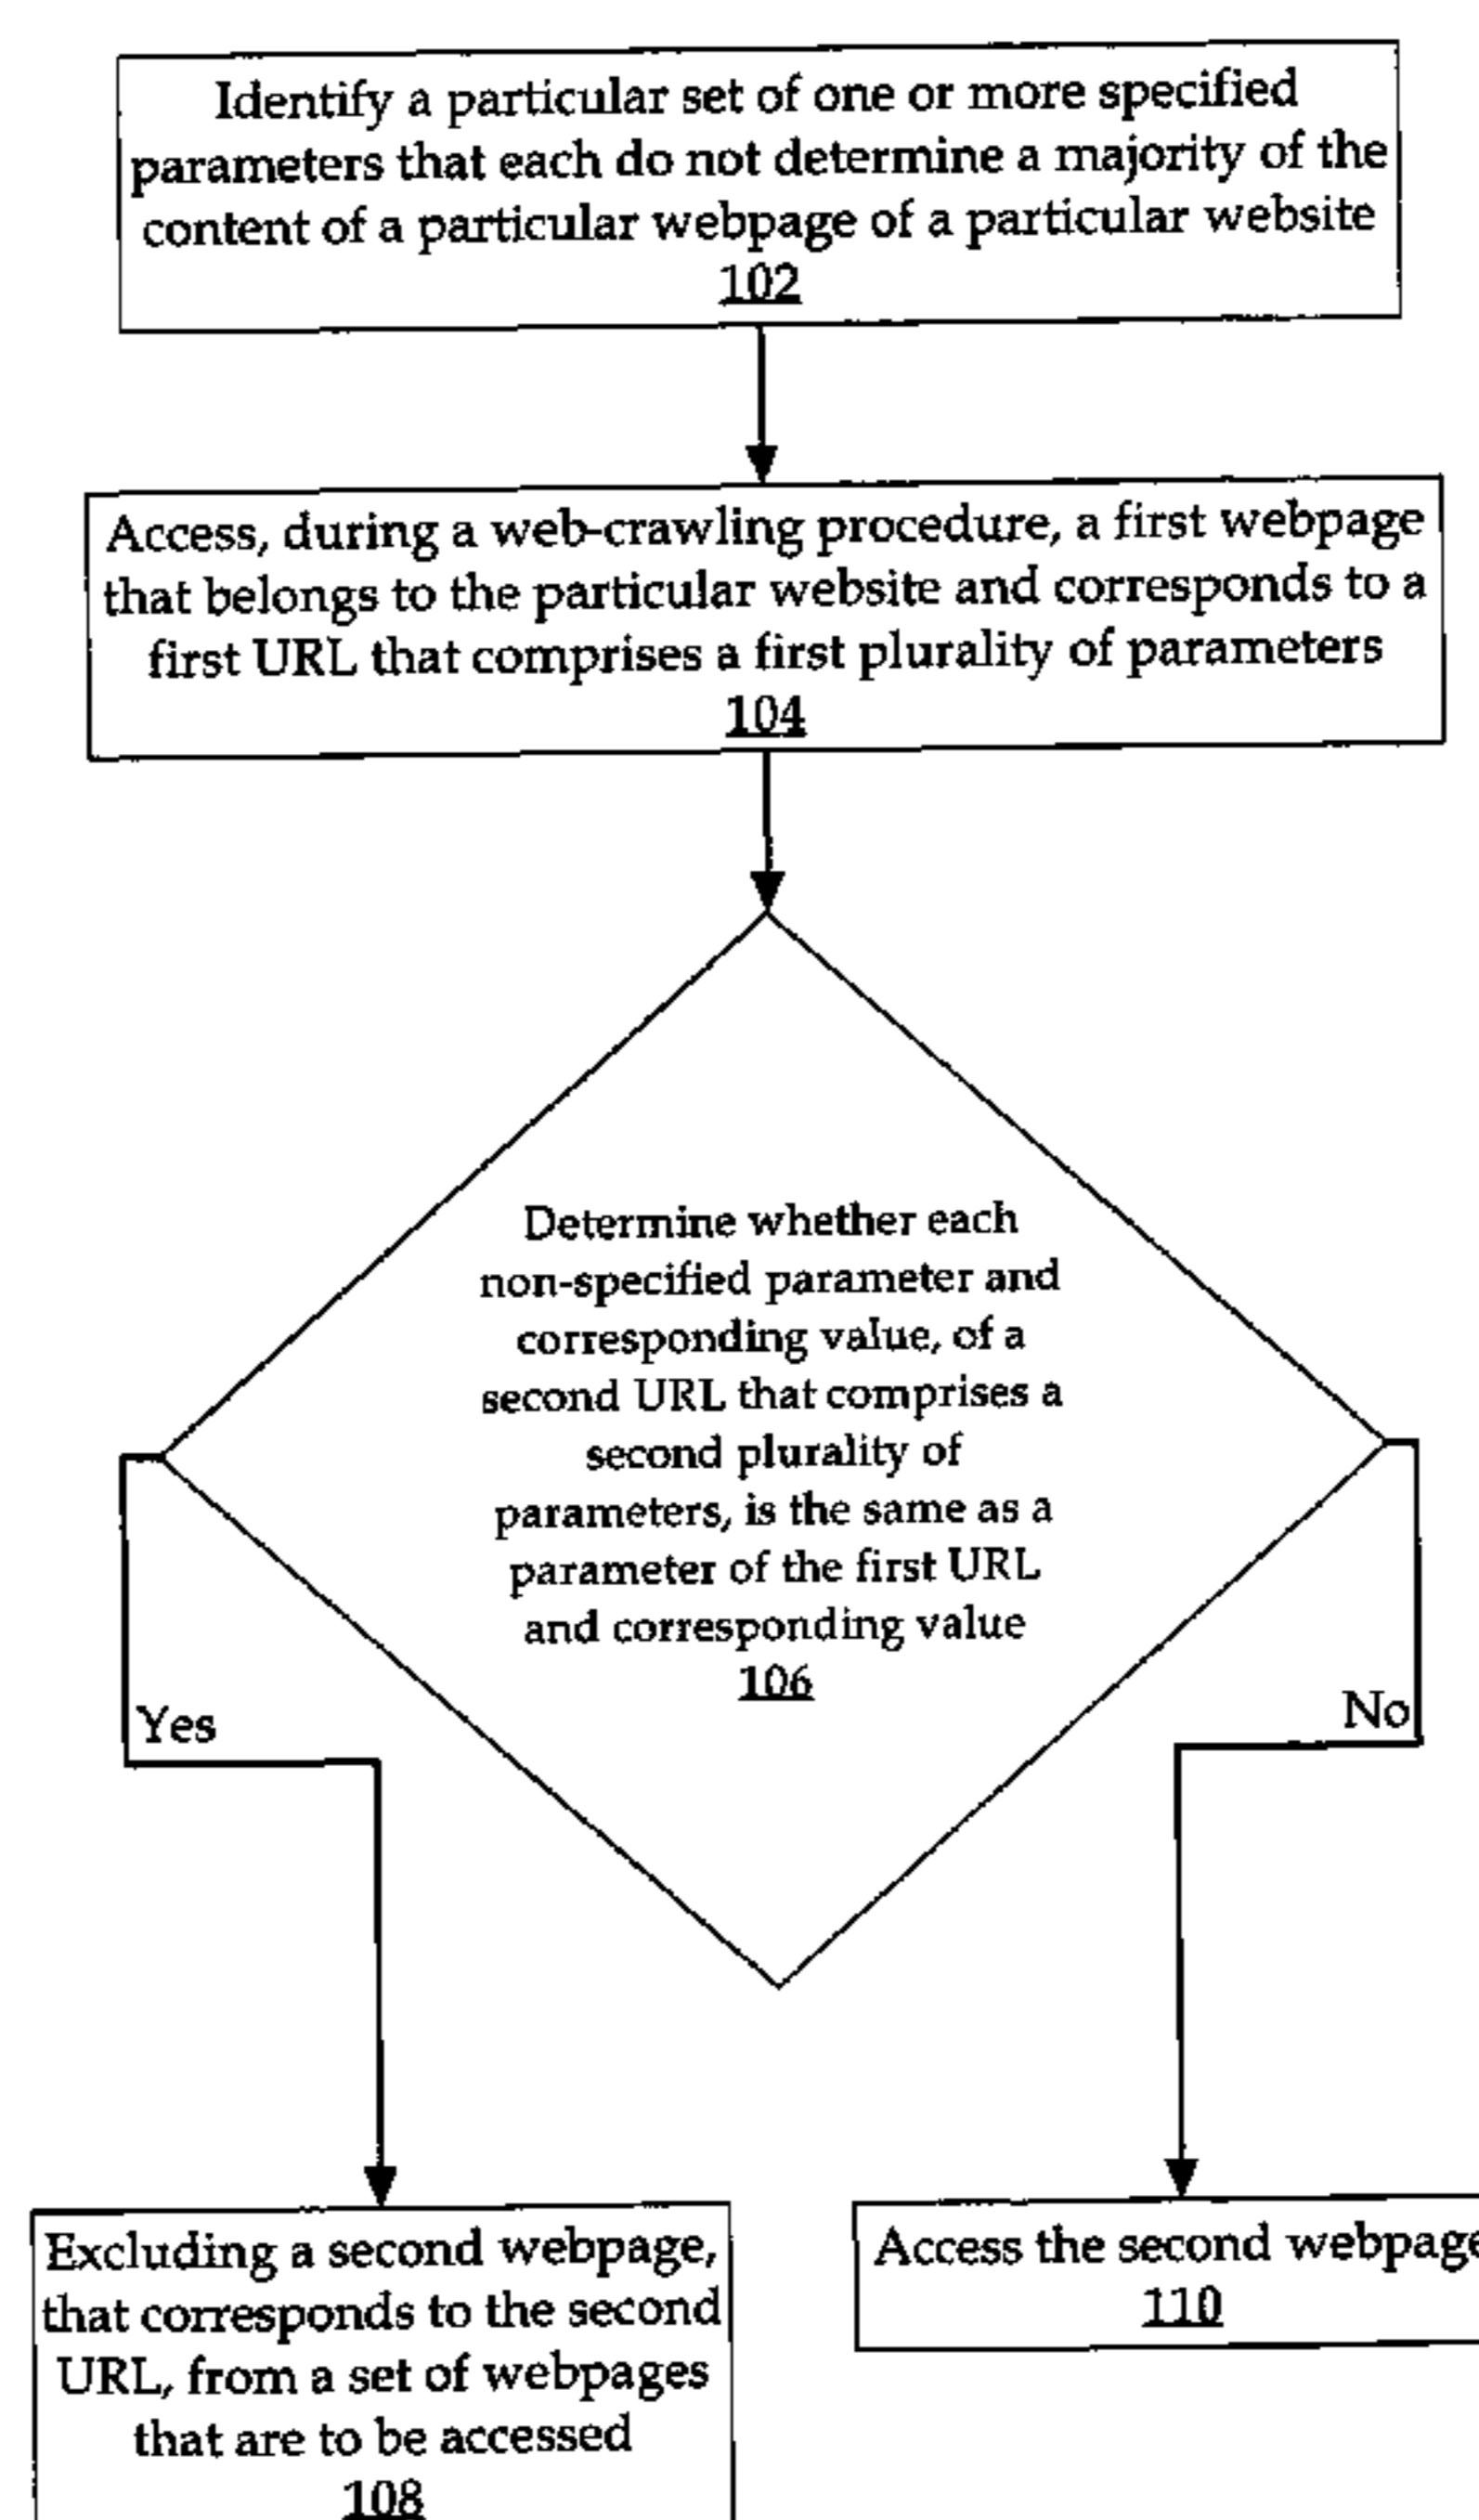 Identify a particular set of one or more specified
parameters that each do not determine a majority of the
content of a particular webpage of a particular website
102
Access, during a web-crawling procedure, a first webpage
that belongs to the particular website and corresponds to a
first URL that comprises a first plurality of parameters
104
Determine whether each
non-specified parameter and
corresponding value, of a
second URL that comprises a
second plurality of
parameters, is the same as a
parameter of the first URL
and corresponding value
106
Yes
No
Excluding a second webpage,
that corresponds to the second
URL, from a set of webpages
that are to be accessed
108
Access the second webpage
110